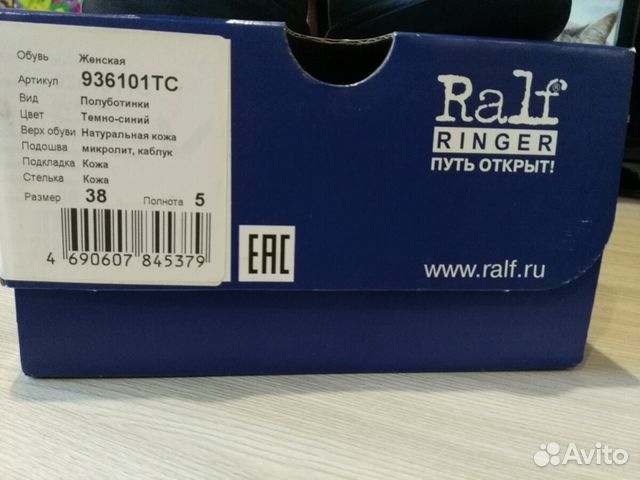 Обувь Женская
Артикул 936101TC
Вид Полуботинки
Цвет Темно-синий
Верх обуви Натуральная кожа
Подошва микролит, каблук
Подкладка Кожа
Стелька Кожа
Размер 38 Полнота 5
4 690607 845379
EAC
Ralf®
RINGER
ПУТЬ ОТКРЫТ!
www.ralf.ru
Avito